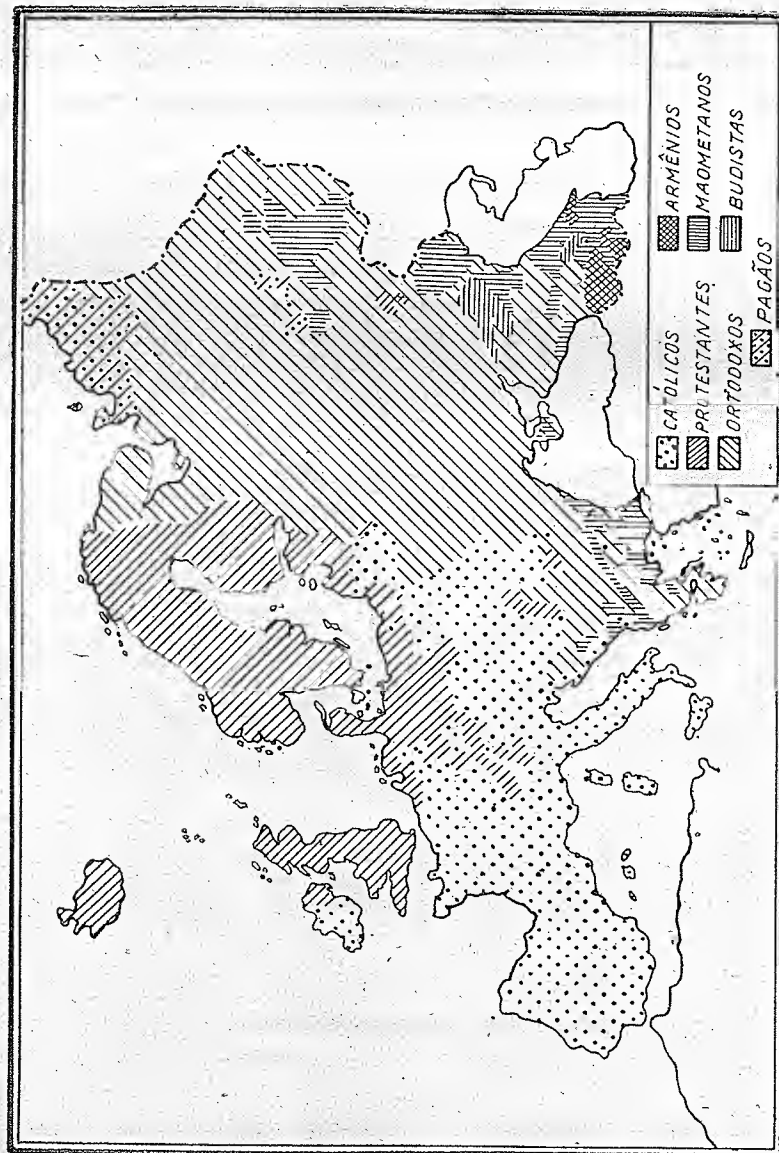 CATÓLICOS
PROTESTANTES
ORTODOXOS
ARMÊNIOS
MAOMETANOS
BUDISTAS
PAGÃOS